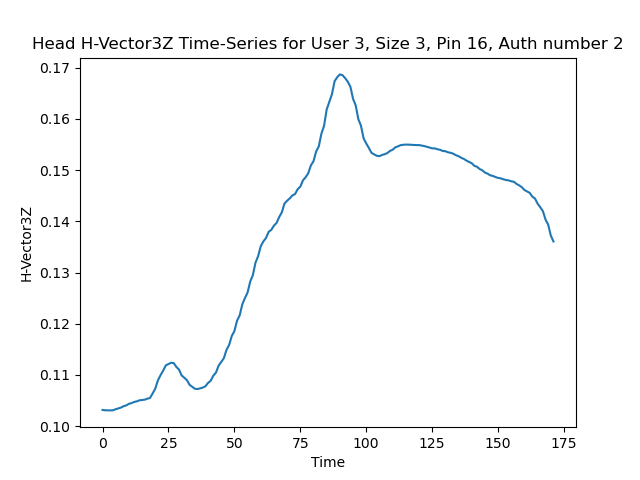 Head H-Vector3Z Time-Series for User 3, Size 3, Pin 16, Auth number 2
0.17
0.16
0.15
0.14
0.13
0.12
0.11
0.10
H-Vector3Z
0 25 50 75 100 125 150 175
Time